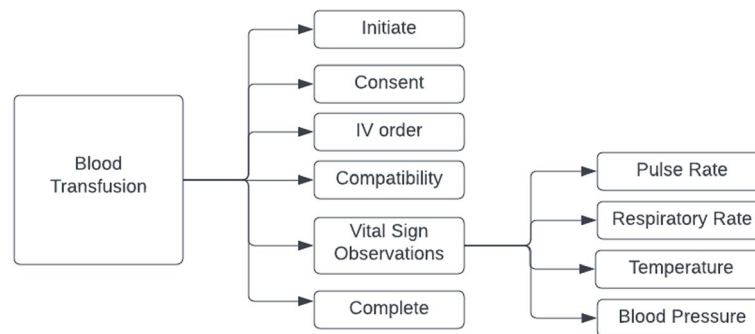 Blood
Transfusion
Initiate
Consent
IV order
Compatibility
Vital Sign
Observations
Complete
Pulse Rate
Respiratory Rate
Temperature
Blood Pressure